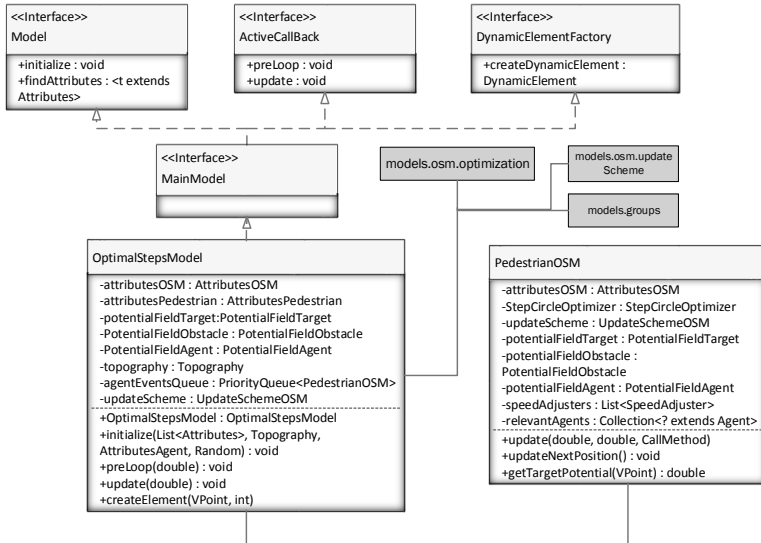 <<Interface>>
Model
+initialize : void
+findAttributes : <t extends
Attributes>
<<Interface>>
ActiveCallBack
+preLoop : void
+update : void
<<Interface>>
DynamicElementFactory
+createDynamicElement :
DynamicElement
<<Interface>>
MainModel
models.osm.optimization
models.osm.update
Scheme
models.groups
OptimalStepsModel
-attributesOSM : AttributesOSM
-attributesPedestrian : AttributesPedestrian
-potentialFieldTarget:PotentialFieldTarget
-PotentialFieldObstacle : PotentialFieldObstacle
-PotentialFieldAgent : PotentialFieldAgent
-topography : Topography
-agentEventsQueue : PriorityQueue<PedestrianOSM>
-updateScheme : UpdateSchemeOSM
+OptimalStepsModel : OptimalStepsModel
+initialize(List<Attributes>, Topography,
AttributesAgent, Random) : void
+preLoop(double) : void
+update(double) : void
+createElement(VPoint, int)
PedestrianOSM
-attributesOSM : AttributesOSM
-StepCircleOptimizer : StepCircleOptimizer
-updateScheme : UpdateSchemeOSM
-potentialFieldTarget : PotentialFieldTarget
-potentialFieldObstacle :
PotentialFieldObstacle
-potentialFieldAgent : PotentialFieldAgent
-speedAdjusters : List<SpeedAdjuster>
-relevantAgents : Collection<? extends Agent>
+update(double, double, CallMethod)
+updateNextPosition() : void
+getTargetPotential(VPoint) : double